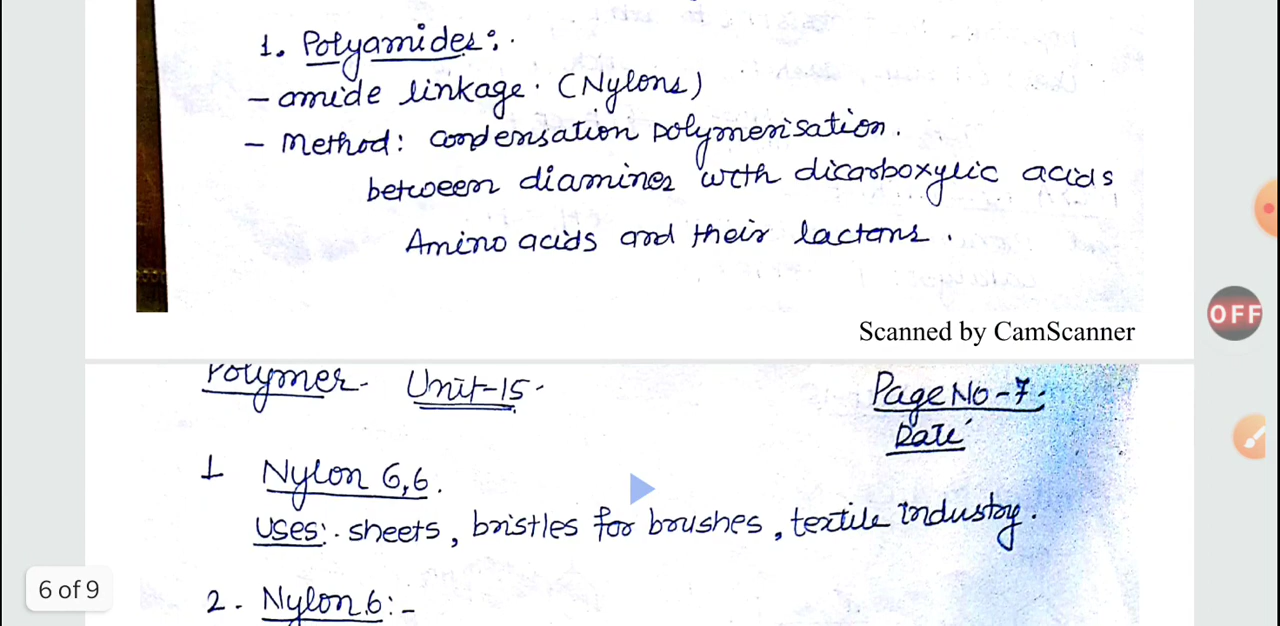 1. Polyamides:.
- amide linkage. (Nylons)
- Method: condensation polymerisation.
between diamines with dicarboxylic acids
Amino acids and their lactans.
Scanned by CamScanner
Polymer- Unit-15.
Page No-7.
Date
1 Nylon 6,6.
Uses:. sheets, bristles for brushes, textile industry.
2. Nylon 6:-
6 of 9
OFF